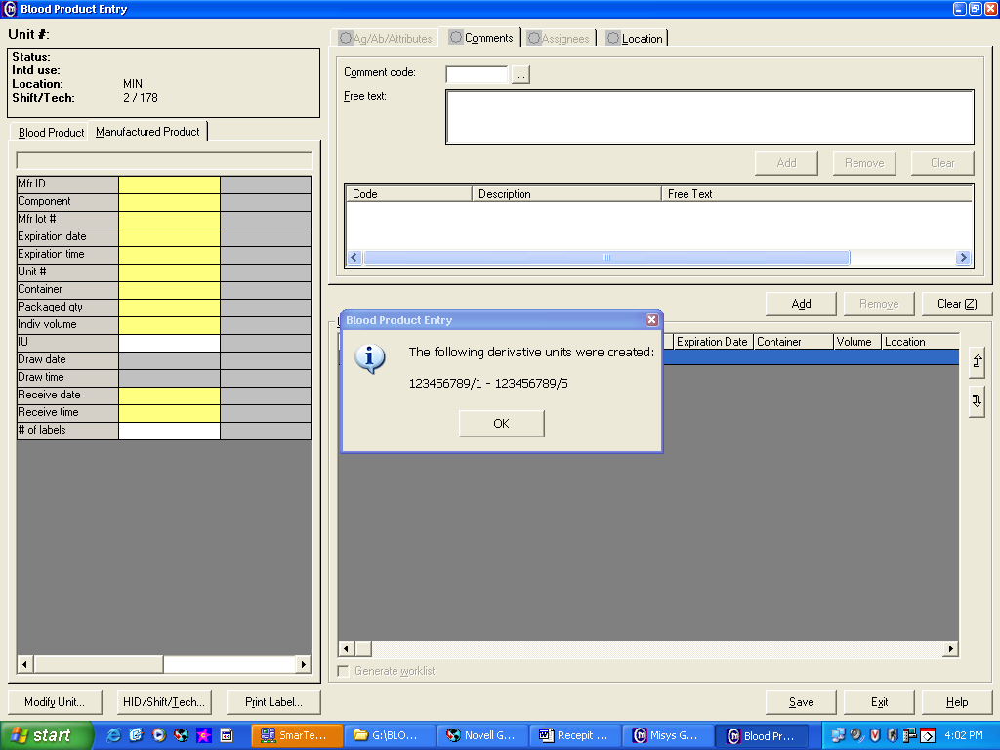 Blood Product Entry
Unit #:
Status:
Intd use:
Location: MIN
Shift/Tech: 2 / 178
Blood Product Manufactured Product
Mfr ID
Component
Mfr lot #
Expiration date
Expiration time
Unit #
Container
Packaged qty
Indiv volume
IU
Draw date
Draw time
Receive date
Receive time
# of labels
Modify Unit... HID/Shift/Tech... Print Label...
Ag/Ab/Attributes Comments Assignees Location
Comment code: ...
Free text:
Add Remove Clear
Code Description Free Text
Add Remove Clear (Z)
Expiration Date Container Volume Location
Blood Product Entry
The following derivative units were created:
123456789/1 - 123456789/5
OK
Generate worklist
Save Exit Help
start SmarTe... G:\BLO... Novell G... Recepit ... Misys G... Blood Pr... 4:02 PM